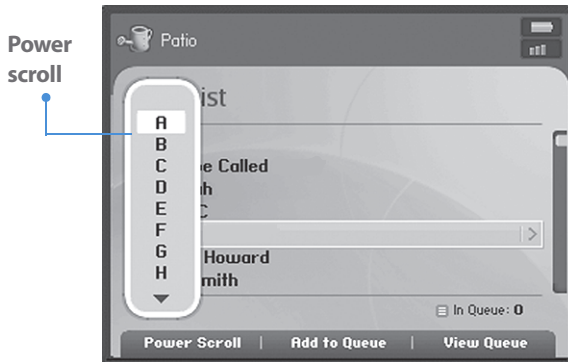 Power
scroll
Patio
ist
A
B
C
D
E
F
G
H
e Called
h
C
Howard
mith
In Queue: 0
Power Scroll | Add to Queue | View Queue